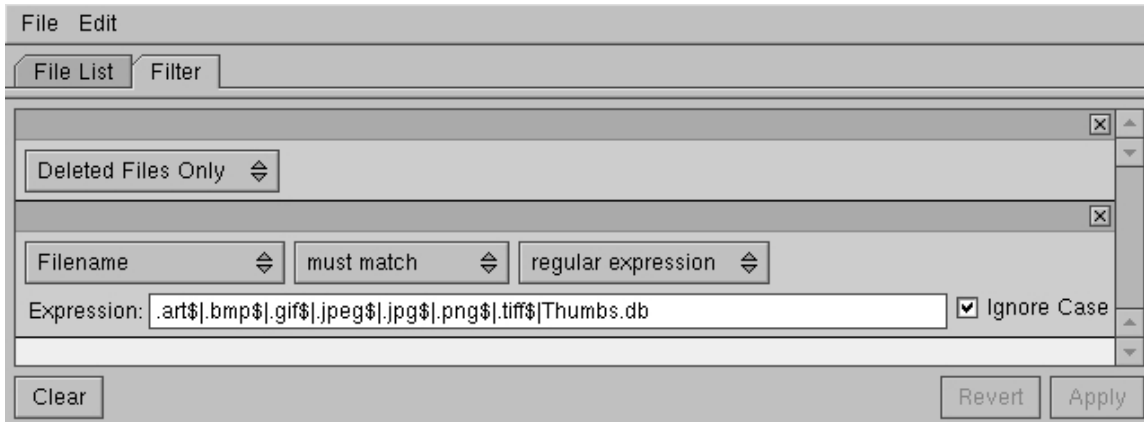 File Edit
File List Filter
Deleted Files Only
Filename must match regular expression
Expression: .art$|.bmp$|.gif$|.jpeg$|.jpg$|.png$|.tiff$|Thumbs.db Ignore Case
Clear Revert Apply